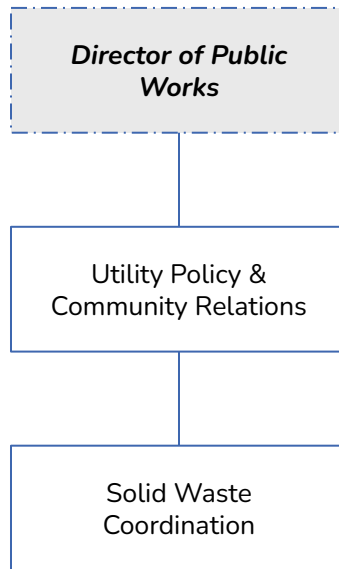 Director of Public
Works
Utility Policy &
Community Relations
Solid Waste
Coordination